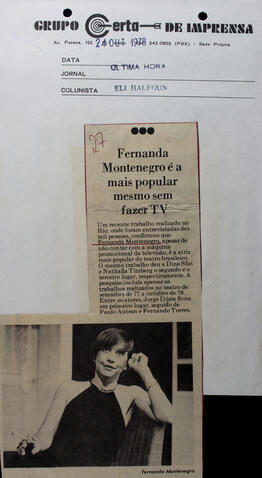 GRUPO Certa DE IMPRENSA
243 0802 (PBX) - Sede Própria
24 OUT 1978
DATA
JORNAL ULTIMA HORA
COLUNISTA ELI HALFOUN
27
Fernanda
Montenegro é a
mais popular
mesmo sem
fazer TV
Um recente trabalho realizado no
Rio, onde foram entrevistadas dez
mil pessoas, confirmou que
Fernanda Montenegro, apesar de
não contar com a máquina
promocional da televisão, é a atriz
mais popular do teatro brasileiro.
O mesmo trabalho deu a Dina Sfat
e Nathalia Timberg o segundo e o
terceiro lugar, respectivamente. A
pesquisa incluia apenas os
trabalhos realizados no teatro de
setembro de 77 a outubro de 78.
Entre os atores, Jorge Dória ficou
em primeiro lugar, seguido de
Paulo Autran e Fernando Torres.
Fernanda Montenegro